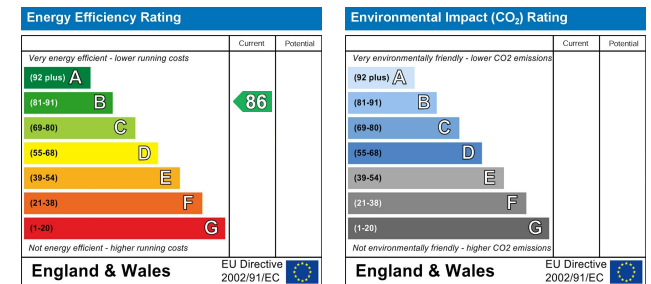 Energy Efficiency Rating
Current Potential
Very energy efficient - lower running costs
(92 plus) A
(81-91) B 86
(69-80) C
(55-68) D
(39-54) E
(21-38) F
(1-20) G
Not energy efficient - higher running costs
England & Wales
EU Directive
2002/91/EC
Environmental Impact (CO₂) Rating
Current Potential
Very environmentally friendly - lower CO2 emissions
(92 plus) A
(81-91) B
(69-80) C
(55-68) D
(39-54) E
(21-38) F
(1-20) G
Not environmentally friendly - higher CO2 emissions
England & Wales
EU Directive
2002/91/EC